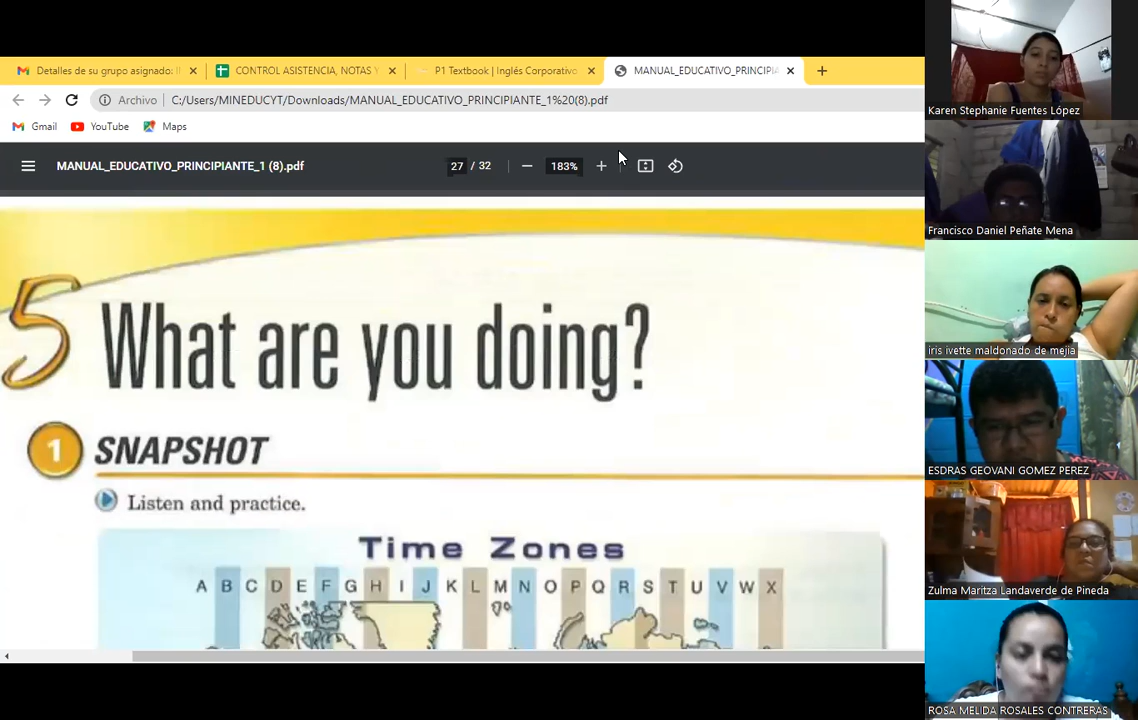 Detalles de su grupo asignado: I
CONTROL ASISTENCIA, NOTAS Y
P1 Textbook | Inglés Corporativo
MANUAL_EDUCATIVO_PRINCIPIA
Archivo
C:/Users/MINEDUCYT/Downloads/MANUAL_EDUCATIVO_PRINCIPIANTE_1%20(8).pdf
Gmail
YouTube
Maps
MANUAL_EDUCATIVO_PRINCIPIANTE_1 (8).pdf
27 / 32
183%
5 What are you doing?
1 SNAPSHOT
Listen and practice.
Time Zones
A B C D E F G H I J K L M N O P Q R S T U V W X
Karen Stephanie Fuentes López
Francisco Daniel Peñate Mena
iris ivette maldonado de mejia
ESDRAS GEOVANI GOMEZ PEREZ
Zulma Maritza Landaverde de Pineda
ROSA MELIDA ROSALES CONTRERAS